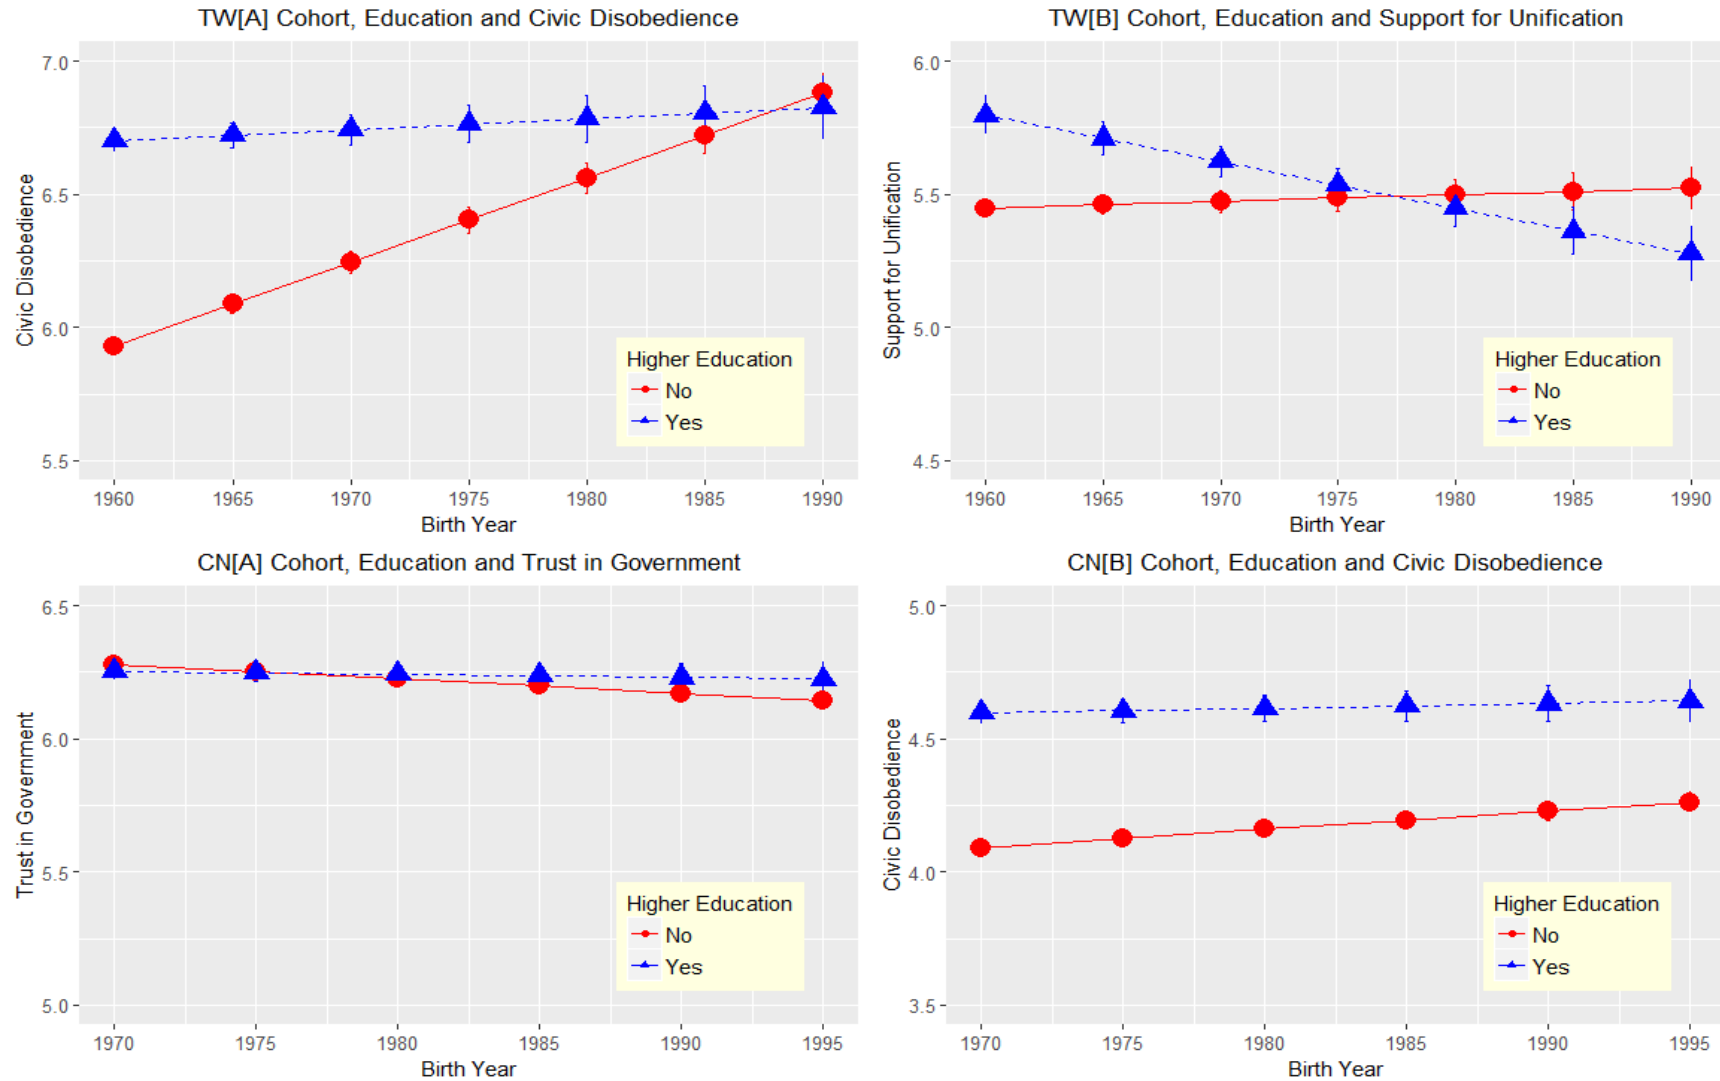 TW[A] Cohort, Education and Civic Disobedience
Civic Disobedience
7.0
6.5
6.0
5.5
1960 1965 1970 1975 1980 1985 1990
Birth Year
Higher Education
No
Yes
TW[B] Cohort, Education and Support for Unification
Support for Unification
6.0
5.5
5.0
4.5
1960 1965 1970 1975 1980 1985 1990
Birth Year
Higher Education
No
Yes
CN[A] Cohort, Education and Trust in Government
Trust in Government
6.5
6.0
5.5
5.0
1970 1975 1980 1985 1990 1995
Birth Year
Higher Education
No
Yes
CN[B] Cohort, Education and Civic Disobedience
Civic Disobedience
5.0
4.5
4.0
3.5
1970 1975 1980 1985 1990 1995
Birth Year
Higher Education
No
Yes